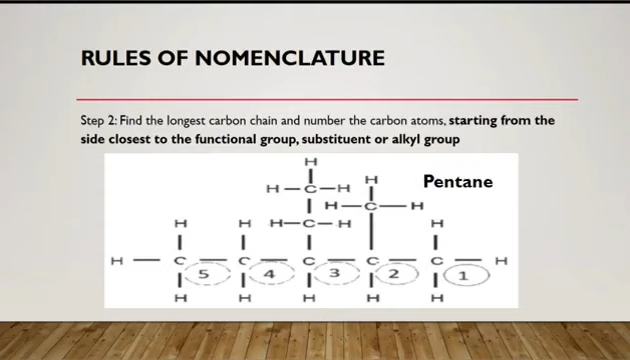 RULES OF NOMENCLATURE
Step 2: Find the longest carbon chain and number the carbon atoms, starting from the
side closest to the functional group, substituent or alkyl group
H
H — C — H H Pentane
H — C — H
H H H — C — H H
H — C — C — C — C — C — H
5 4 3 2 1
H H H H H